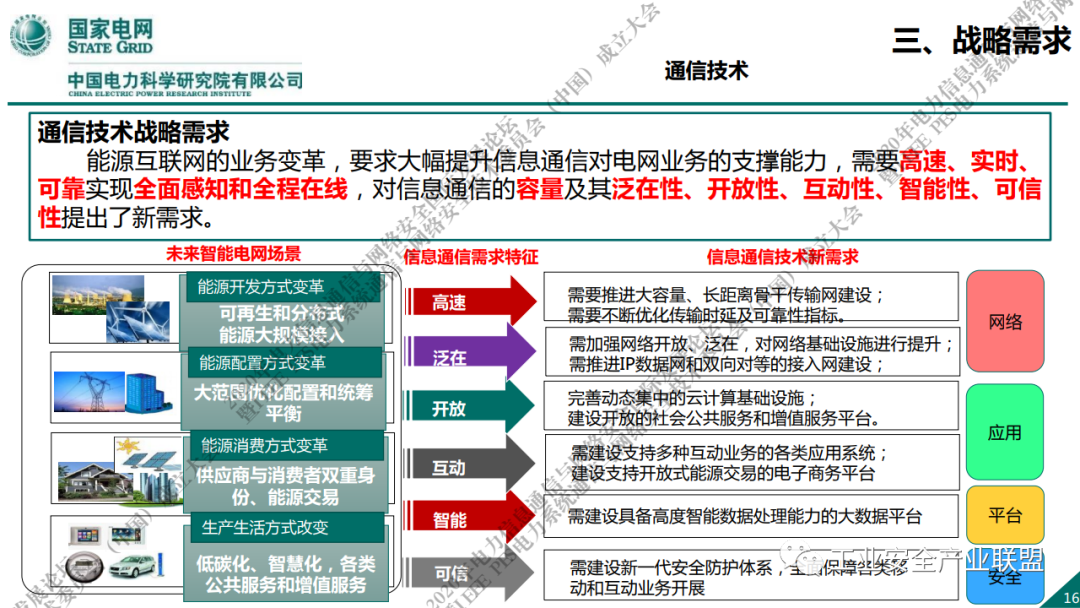 国家电网
STATE GRID
中国电力科学研究院有限公司
CHINA ELECTRIC POWER RESEARCH INSTITUTE
三、战略需求
通信技术
通信技术战略需求
能源互联网的业务变革，要求大幅提升信息通信对电网业务的支撑能力，需要高速、实时、
可靠实现全面感知和全程在线，对信息通信的容量及其泛在性、开放性、互动性、智能性、可信
性提出了新需求。
未来智能电网场景
信息通信需求特征
信息通信技术新需求
能源开发方式变革
可再生和分布式
能源大规模接入
能源配置方式变革
大范围优化配置和统筹
平衡
能源消费方式变革
供应商与消费者双重身
份、能源交易
生产生活方式改变
低碳化、智慧化，各类
公共服务和增值服务
高速
泛在
开放
互动
智能
可信
需要推进大容量、长距离骨干传输网建设；
需要不断优化传输时延及可靠性指标。
需加强网络开放、泛在，对网络基础设施进行提升；
需推进IP数据网和双向对等的接入网建设；
完善动态集中的云计算基础设施；
建设开放的社会公共服务和增值服务平台。
需建设支持多种互动业务的各类应用系统；
建设支持开放式能源交易的电子商务平台
需建设具备高度智能数据处理能力的大数据平台
需建设新一代安全防护体系，全面保障各类移
动和互动业务开展
网络
应用
平台
安全
工业安全产业联盟
16